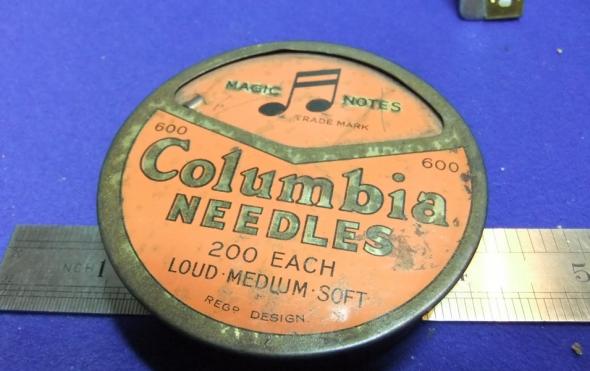 MAGIC NOTES
TRADE MARK
600 600
Columbia
NEEDLES
200 EACH
LOUD·MEDIUM·SOFT
REGD DESIGN
INCH 1 5